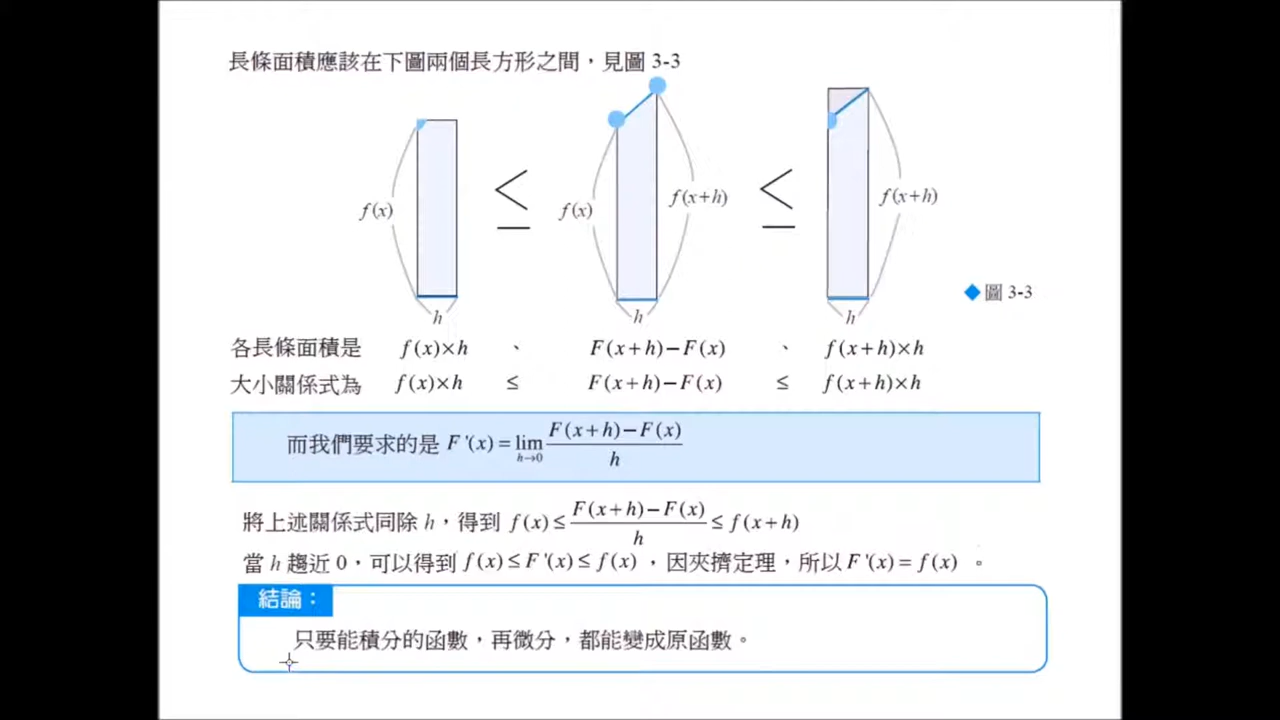 長條面積應該在下圖兩個長方形之間，見圖 3-3
f(x) h
≤
f(x) f(x+h) h
≤
f(x+h) h
◆圖 3-3
各長條面積是 f(x)×h 、 F(x+h)−F(x) 、 f(x+h)×h
大小關係式為 f(x)×h ≤ F(x+h)−F(x) ≤ f(x+h)×h
而我們要求的是 F'(x)=lim h→0 F(x+h)−F(x) / h
將上述關係式同除 h，得到 f(x)≤ F(x+h)−F(x) / h ≤f(x+h)
當 h 趨近 0，可以得到 f(x)≤F'(x)≤f(x)，因夾擠定理，所以 F'(x)=f(x) 。
結論：
只要能積分的函數，再微分，都能變成原函數。